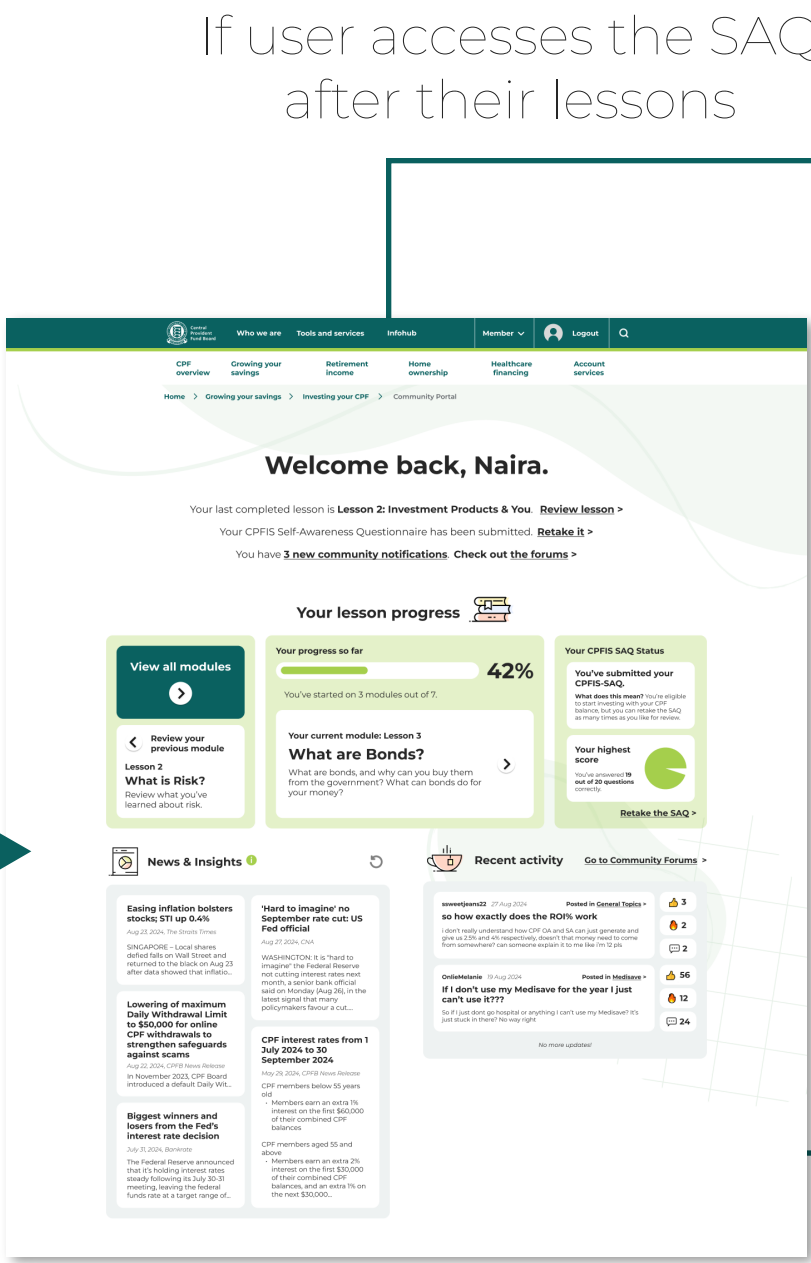 If user accesses the SAQ
after their lessons
Central
Provident
Fund Board
Who we are
Tools and services
Infohub
Member
Logout
CPF
overview
Growing your
savings
Retirement
income
Home
ownership
Healthcare
financing
Account
services
Home > Growing your savings > Investing your CPF > Community Portal
Welcome back, Naira.
Your last completed lesson is Lesson 2: Investment Products & You. Review lesson >
Your CPFIS Self-Awareness Questionnaire has been submitted. Retake it >
You have 3 new community notifications. Check out the forums >
Your lesson progress
View all modules
Review your
previous module
Lesson 2
What is Risk?
Review what you've
learned about risk.
Your progress so far
42%
You've started on 3 modules out of 7.
Your current module: Lesson 3
What are Bonds?
What are bonds, and why can you buy them
from the government? What can bonds do for
your money?
Your CPFIS SAQ Status
You've submitted your
CPFIS-SAQ.
What does this mean? You're eligible
to start investing with your CPF
balance, but you can retake the SAQ
as many times as you like for review.
Your highest
score
You've answered 19
out of 20 questions
correctly.
Retake the SAQ >
News & Insights
Easing inflation bolsters
stocks; STI up 0.4%
Aug 23, 2024, The Straits Times
SINGAPORE – Local shares
defied falls on Wall Street and
returned to the black on Aug 23
after data showed that inflatio...
Lowering of maximum
Daily Withdrawal Limit
to $50,000 for online
CPF withdrawals to
strengthen safeguards
against scams
Aug 22, 2024, CPFB News Release
In November 2023, CPF Board
introduced a default Daily Wit...
Biggest winners and
losers from the Fed's
interest rate decision
July 31, 2024, Bankrate
The Federal Reserve announced
that it's holding interest rates
steady following its July 30-31
meeting, leaving the federal
funds rate at a target range of...
'Hard to imagine' no
September rate cut: US
Fed official
Aug 27, 2024, CNA
WASHINGTON: It is "hard to
imagine" the Federal Reserve
not cutting interest rates next
month, a senior bank official
said on Monday (Aug 26), in the
latest signal that many
policymakers favour a cut....
CPF interest rates from 1
July 2024 to 30
September 2024
May 29, 2024, CPFB News Release
CPF members below 55 years
old
• Members earn an extra 1%
interest on the first $60,000
of their combined CPF
balances
CPF members aged 55 and
above
• Members earn an extra 2%
interest on the first $30,000
of their combined CPF
balances, and an extra 1% on
the next $30,000...
Recent activity
Go to Community Forums >
ssweetjeans22 27 Aug 2024 Posted in General Topics >
so how exactly does the ROI% work
i don't really understand how CPF OA and SA can just generate and
give us 2.5% and 4% respectively, doesn't that money need to come
from somewhere? can someone explain it to me like i'm 12 pls
3
2
2
OnlieMelanie 19 Aug 2024 Posted in Medisave >
If I don't use my Medisave for the year I just
can't use it???
So if I just dont go hospital or anything I can't use my Medisave? It's
just stuck in there? No way right
56
12
24
No more updates!